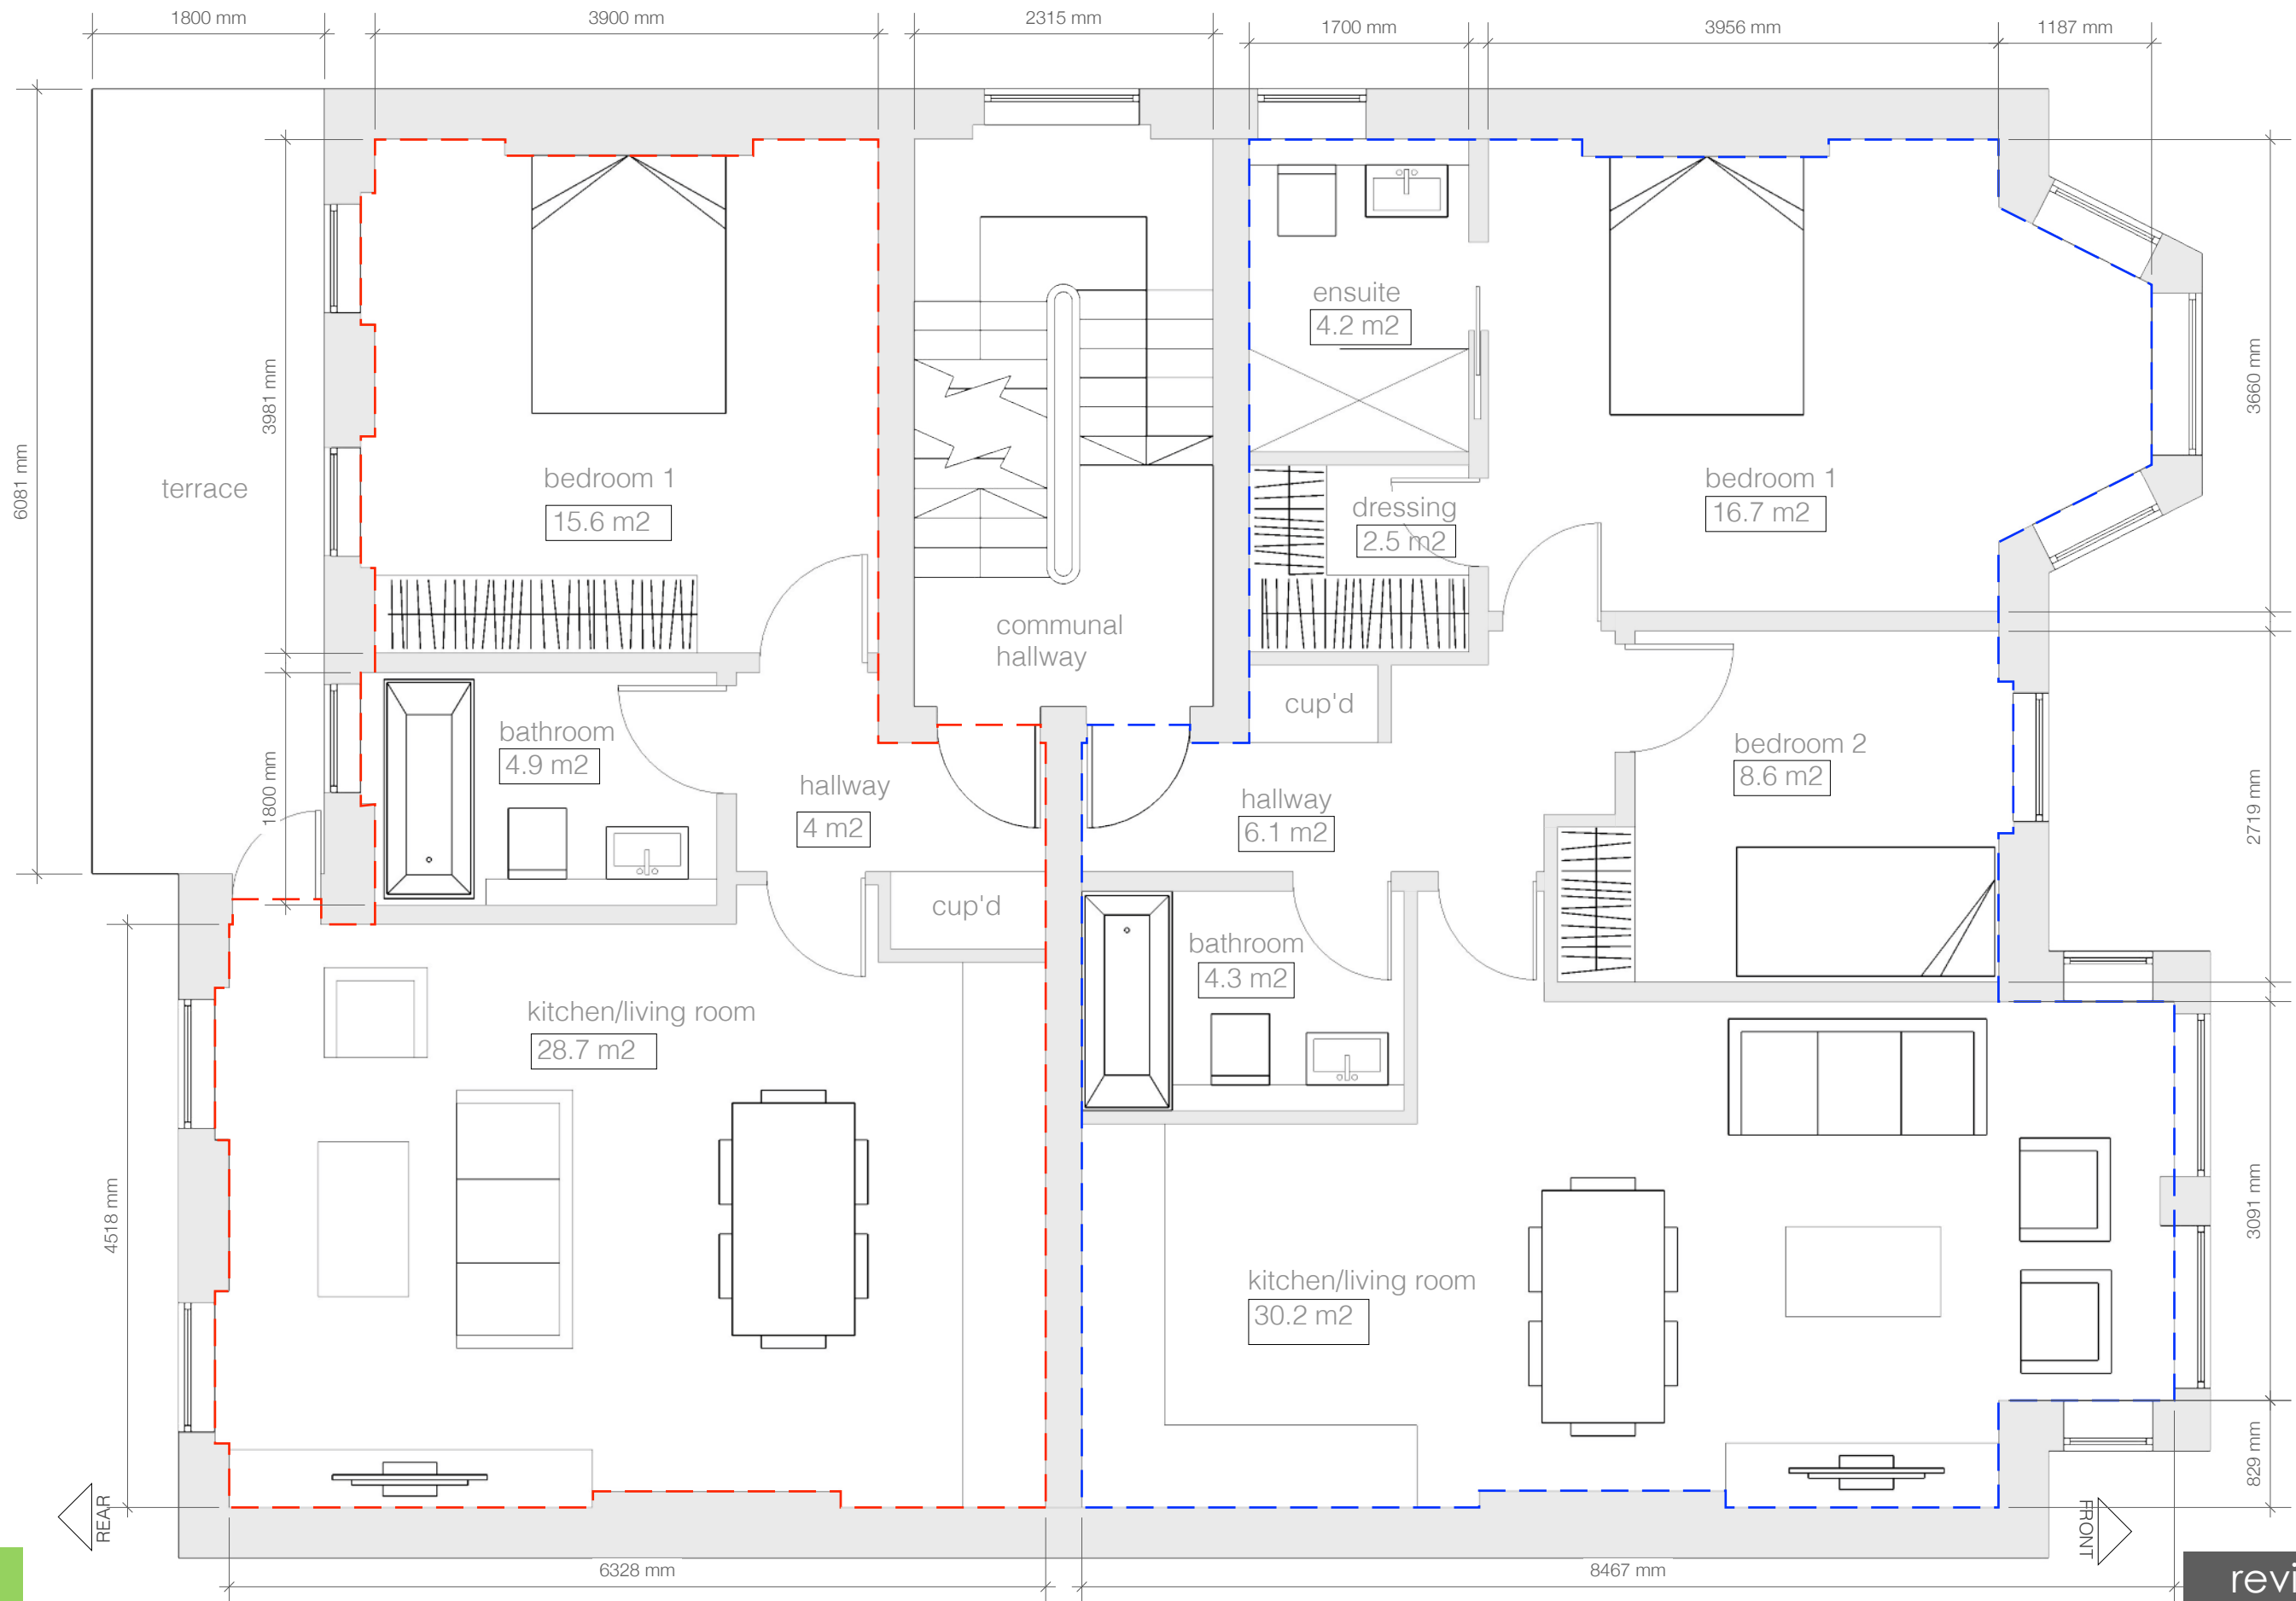 1800 mm
3900 mm
2315 mm
1700 mm
3956 mm
1187 mm
6081 mm
3981 mm
1800 mm
4518 mm
terrace
bedroom 1
15.6 m2
bathroom
4.9 m2
hallway
4 m2
cup'd
kitchen/living room
28.7 m2
communal
hallway
ensuite
4.2 m2
dressing
2.5 m2
cup'd
bedroom 1
16.7 m2
bedroom 2
8.6 m2
hallway
6.1 m2
bathroom
4.3 m2
kitchen/living room
30.2 m2
3660 mm
2719 mm
3091 mm
829 mm
REAR
FRONT
6328 mm
8467 mm
revi